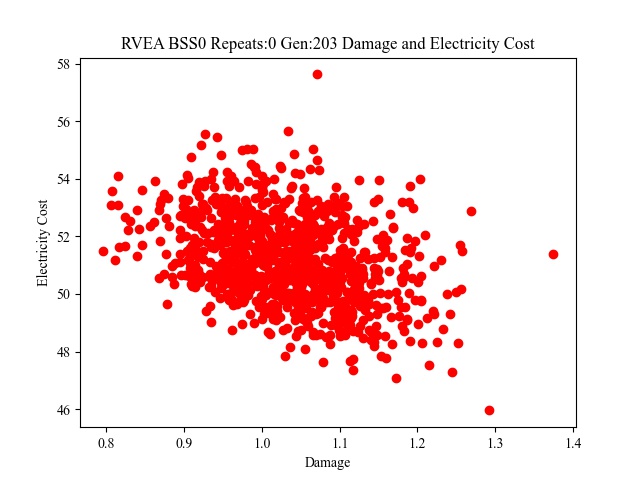 RVEA BSS0 Repeats:0 Gen:203 Damage and Electricity Cost
58
56
54
52
50
48
46
Electricity Cost
0.8 0.9 1.0 1.1 1.2 1.3 1.4
Damage